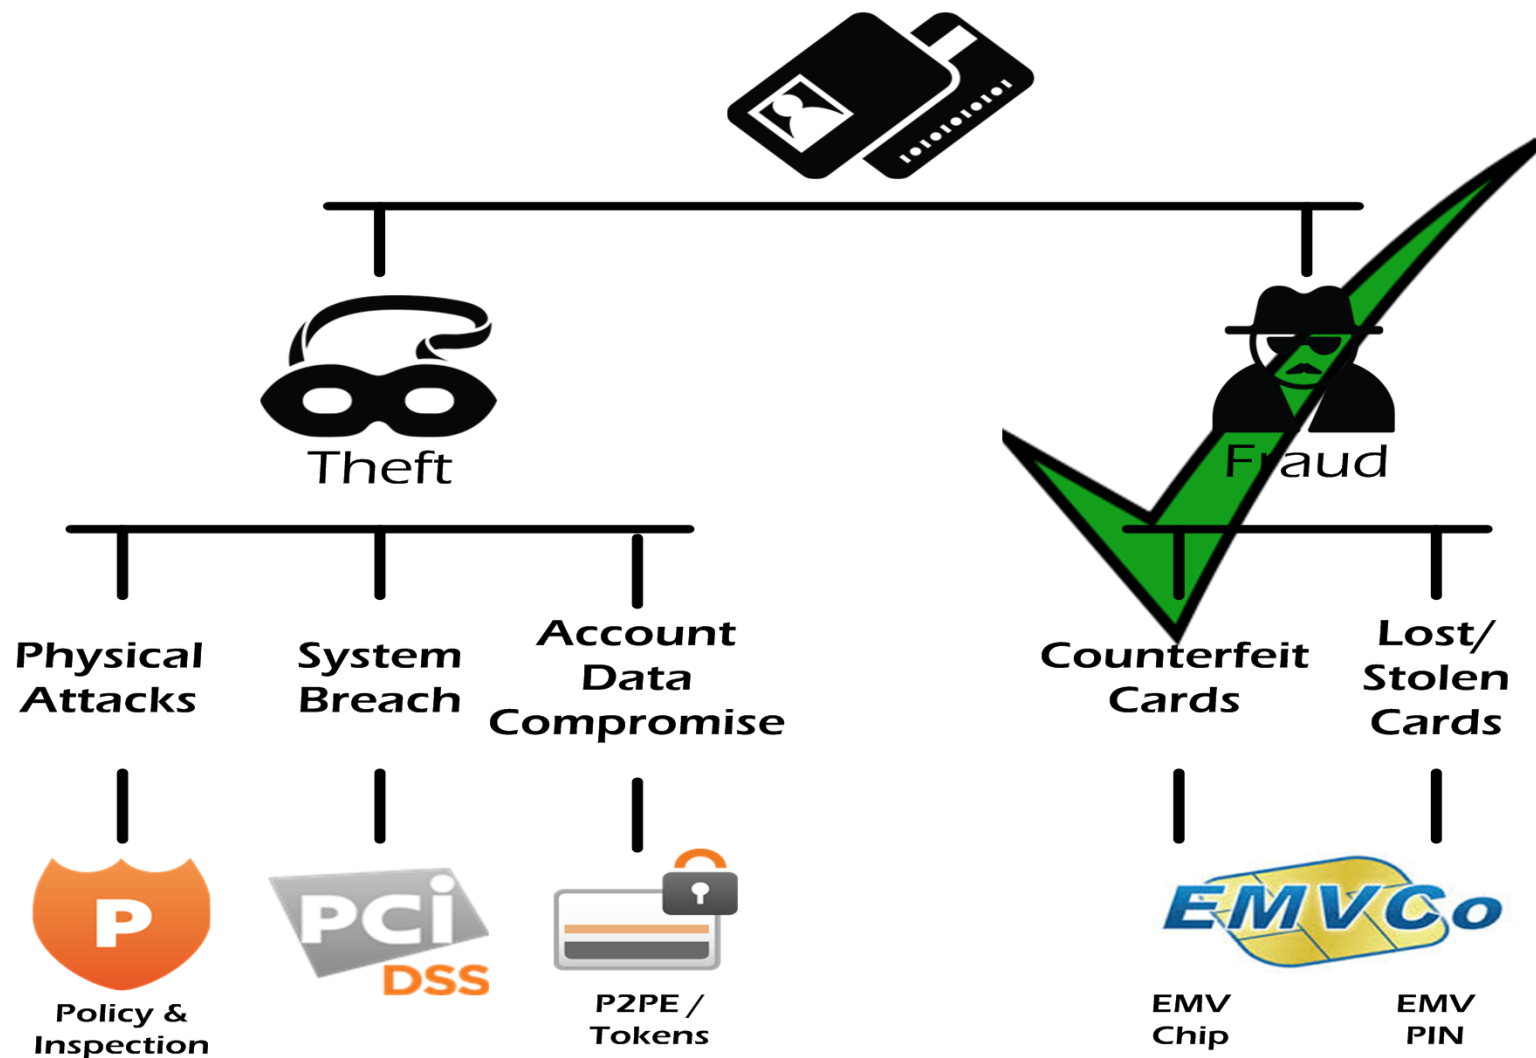 Theft
Fraud
Physical
Attacks
System
Breach
Account
Data
Compromise
Counterfeit
Cards
Lost/
Stolen
Cards
P
PCi
DSS
EMVCo
Policy &
Inspection
P2PE /
Tokens
EMV
Chip
EMV
PIN